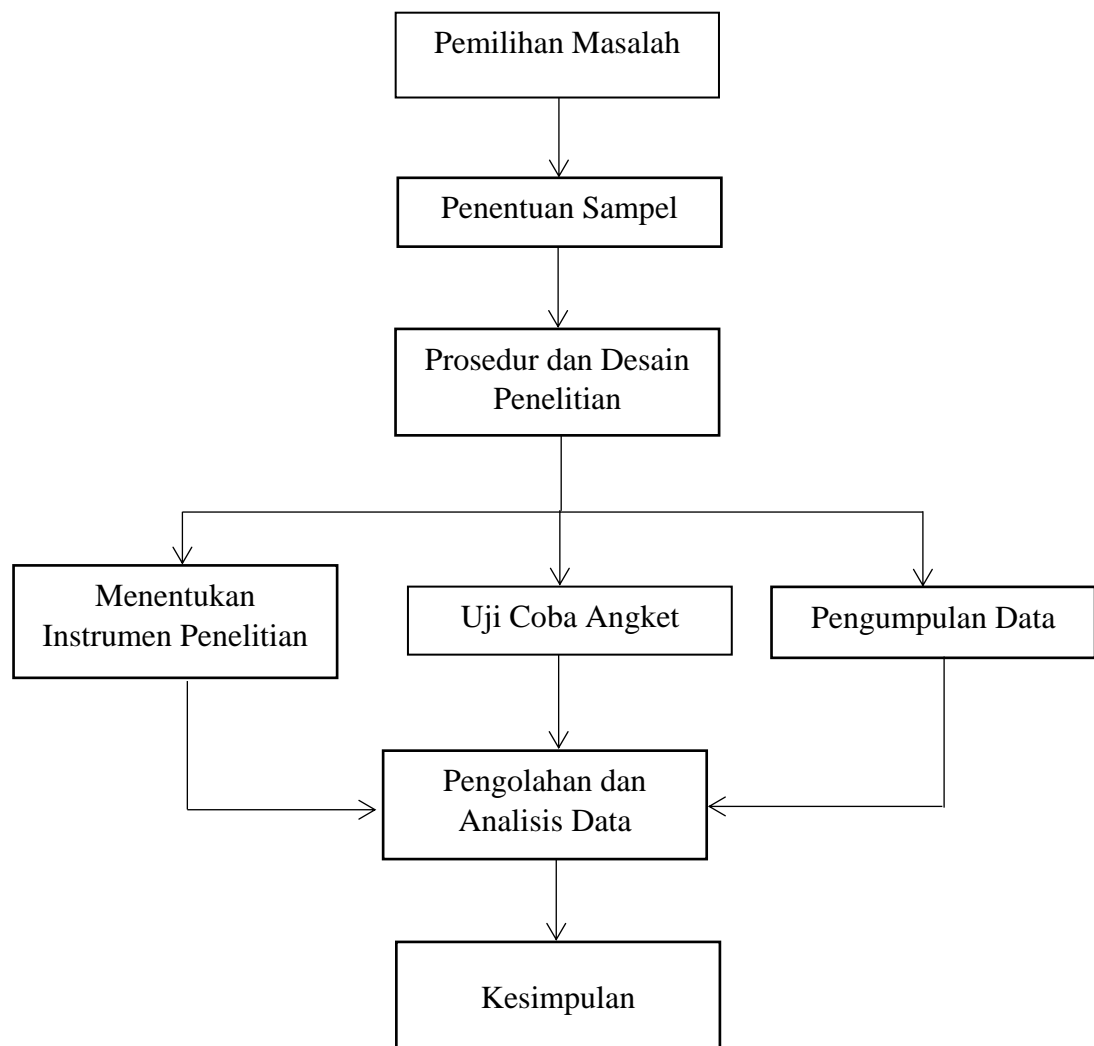 Pemilihan Masalah
Penentuan Sampel
Prosedur dan Desain
Penelitian
Menentukan
Instrumen Penelitian
Uji Coba Angket
Pengumpulan Data
Pengolahan dan
Analisis Data
Kesimpulan